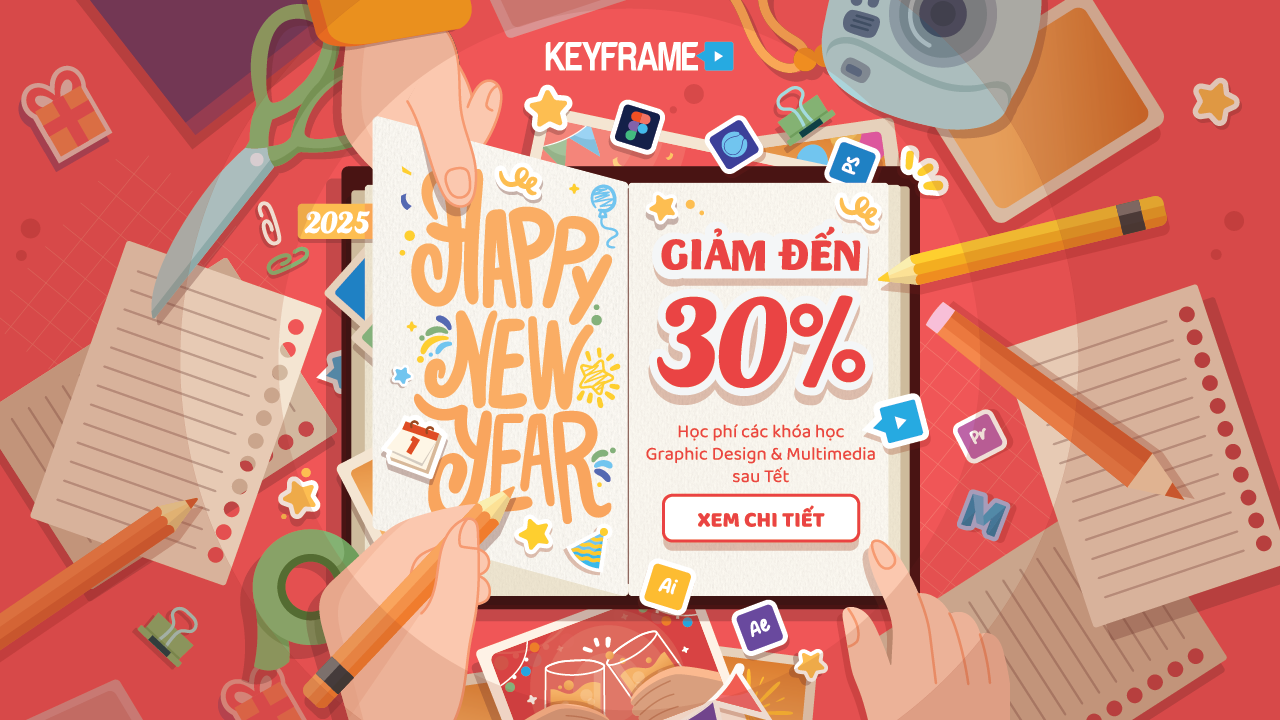 KEYFRAME
2025
HAPPY
NEW
YEAR
1
Ps
GIẢM ĐẾN
30%
Học phí các khóa học
Graphic Design & Multimedia
sau Tết
XEM CHI TIẾT
Pr
M
Ai
Ae